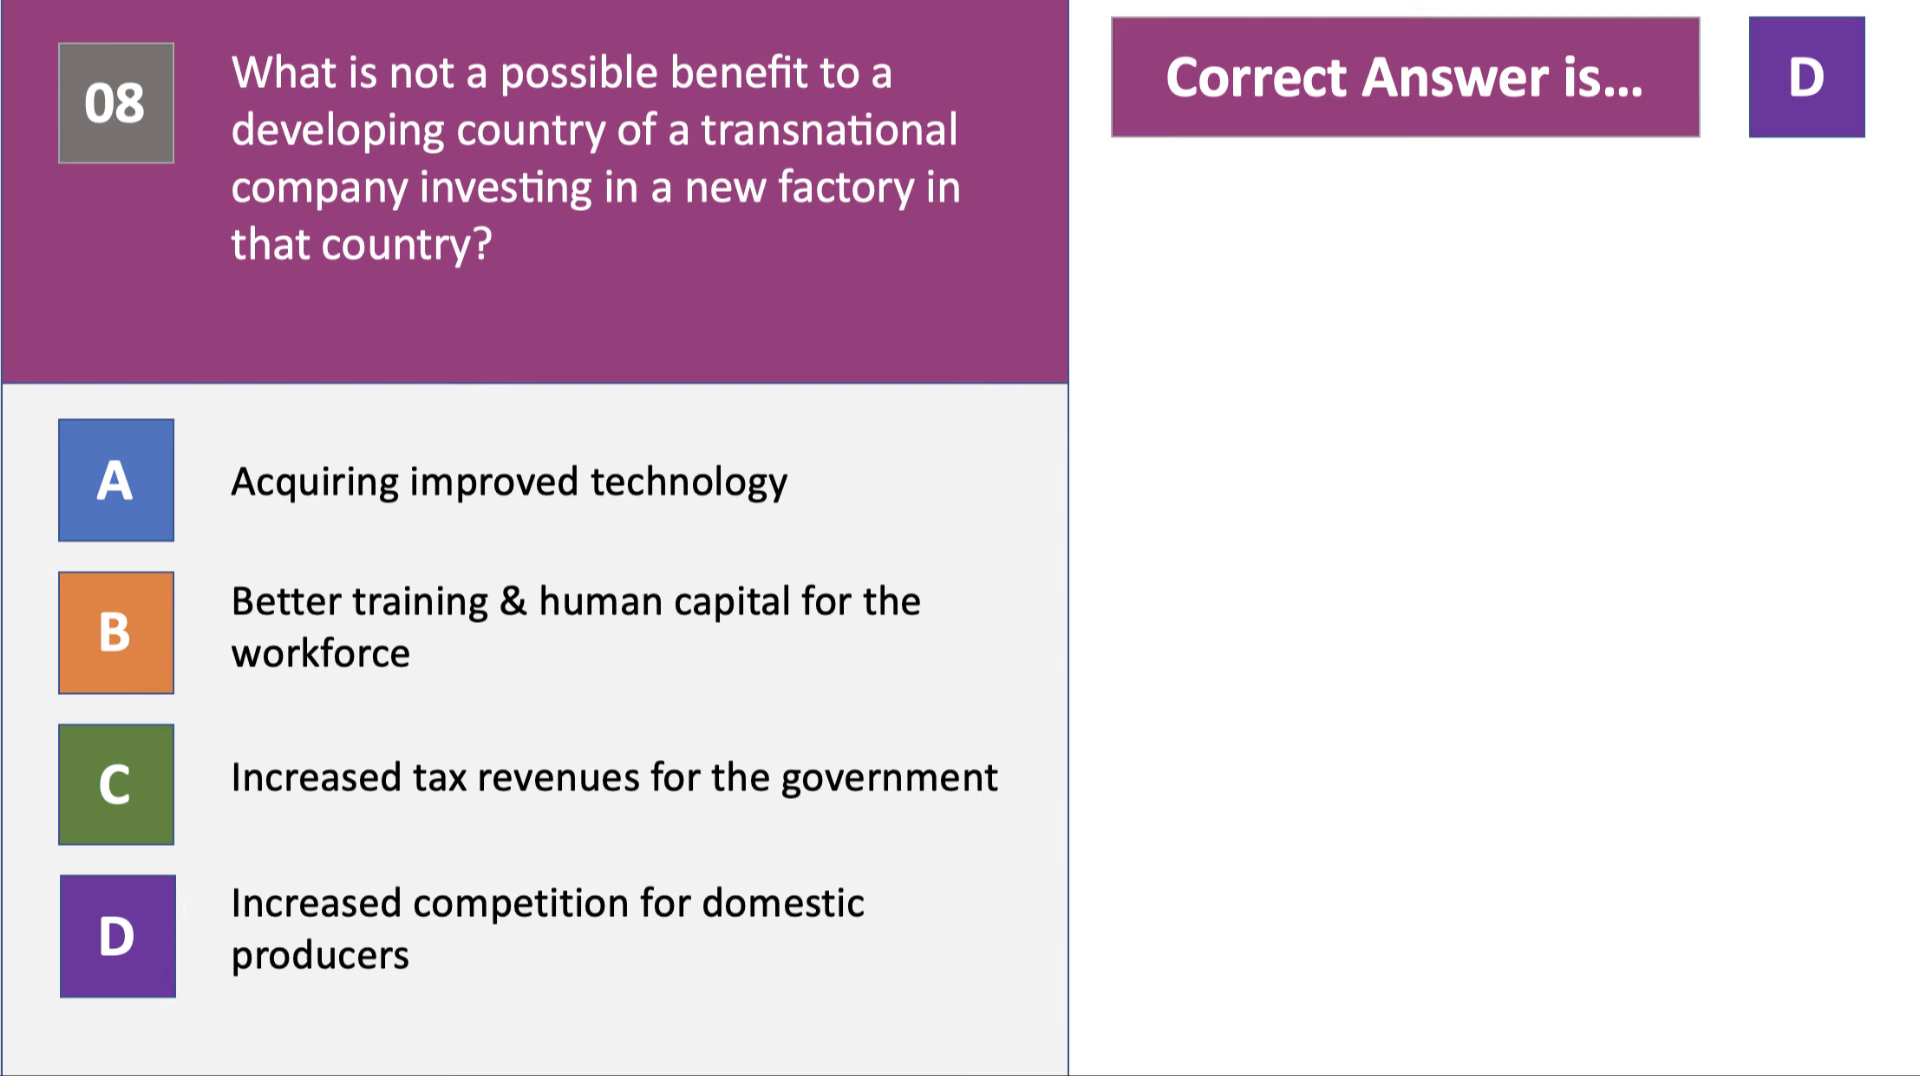 08
What is not a possible benefit to a
developing country of a transnational
company investing in a new factory in
that country?
A
Acquiring improved technology
B
Better training & human capital for the
workforce
C
Increased tax revenues for the government
D
Increased competition for domestic
producers
Correct Answer is...
D